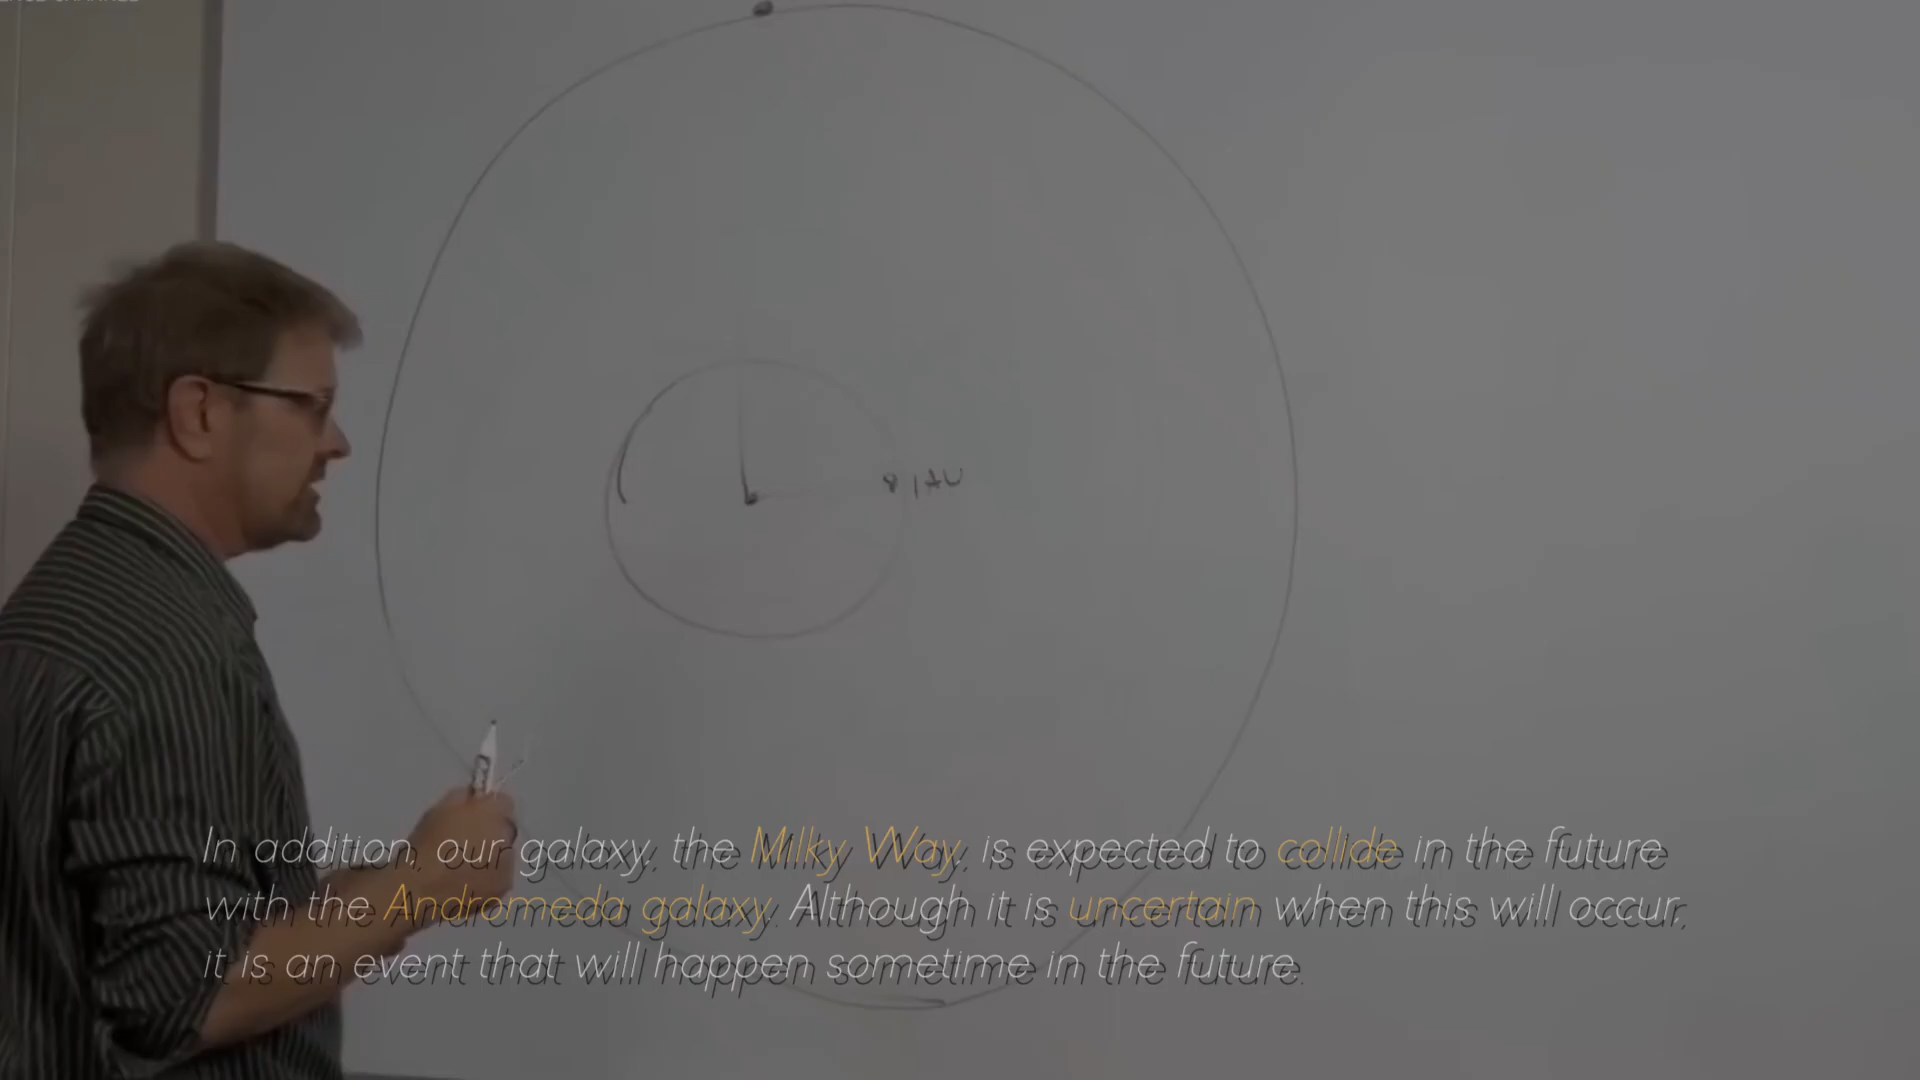 1AU
In addition, our galaxy, the Milky Way, is expected to collide in the future
with the Andromeda galaxy. Although it is uncertain when this will occur,
it is an event that will happen sometime in the future.